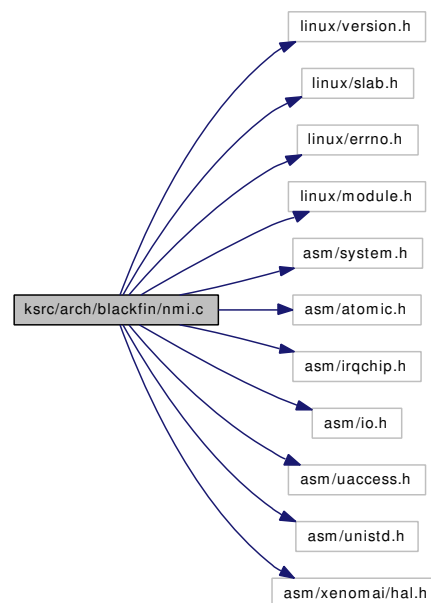 linux/version.h
linux/slab.h
linux/errno.h
linux/module.h
asm/system.h
ksrc/arch/blackfin/nmi.c
asm/atomic.h
asm/irqchip.h
asm/io.h
asm/uaccess.h
asm/unistd.h
asm/xenomai/hal.h